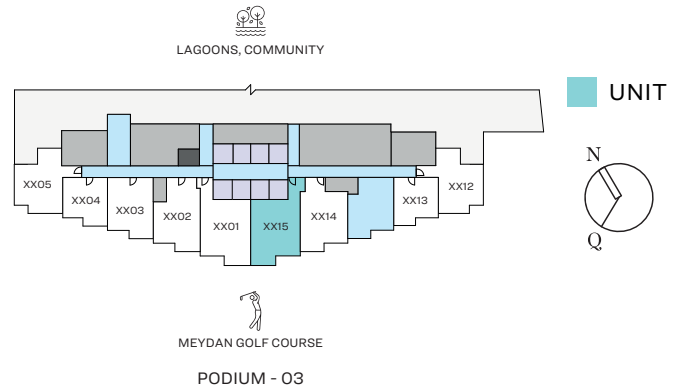 LAGOONS, COMMUNITY
UNIT
N
Q
XX05
XX04
XX03
XX02
XX01
XX15
XX14
XX13
XX12
MEYDAN GOLF COURSE
PODIUM - 03